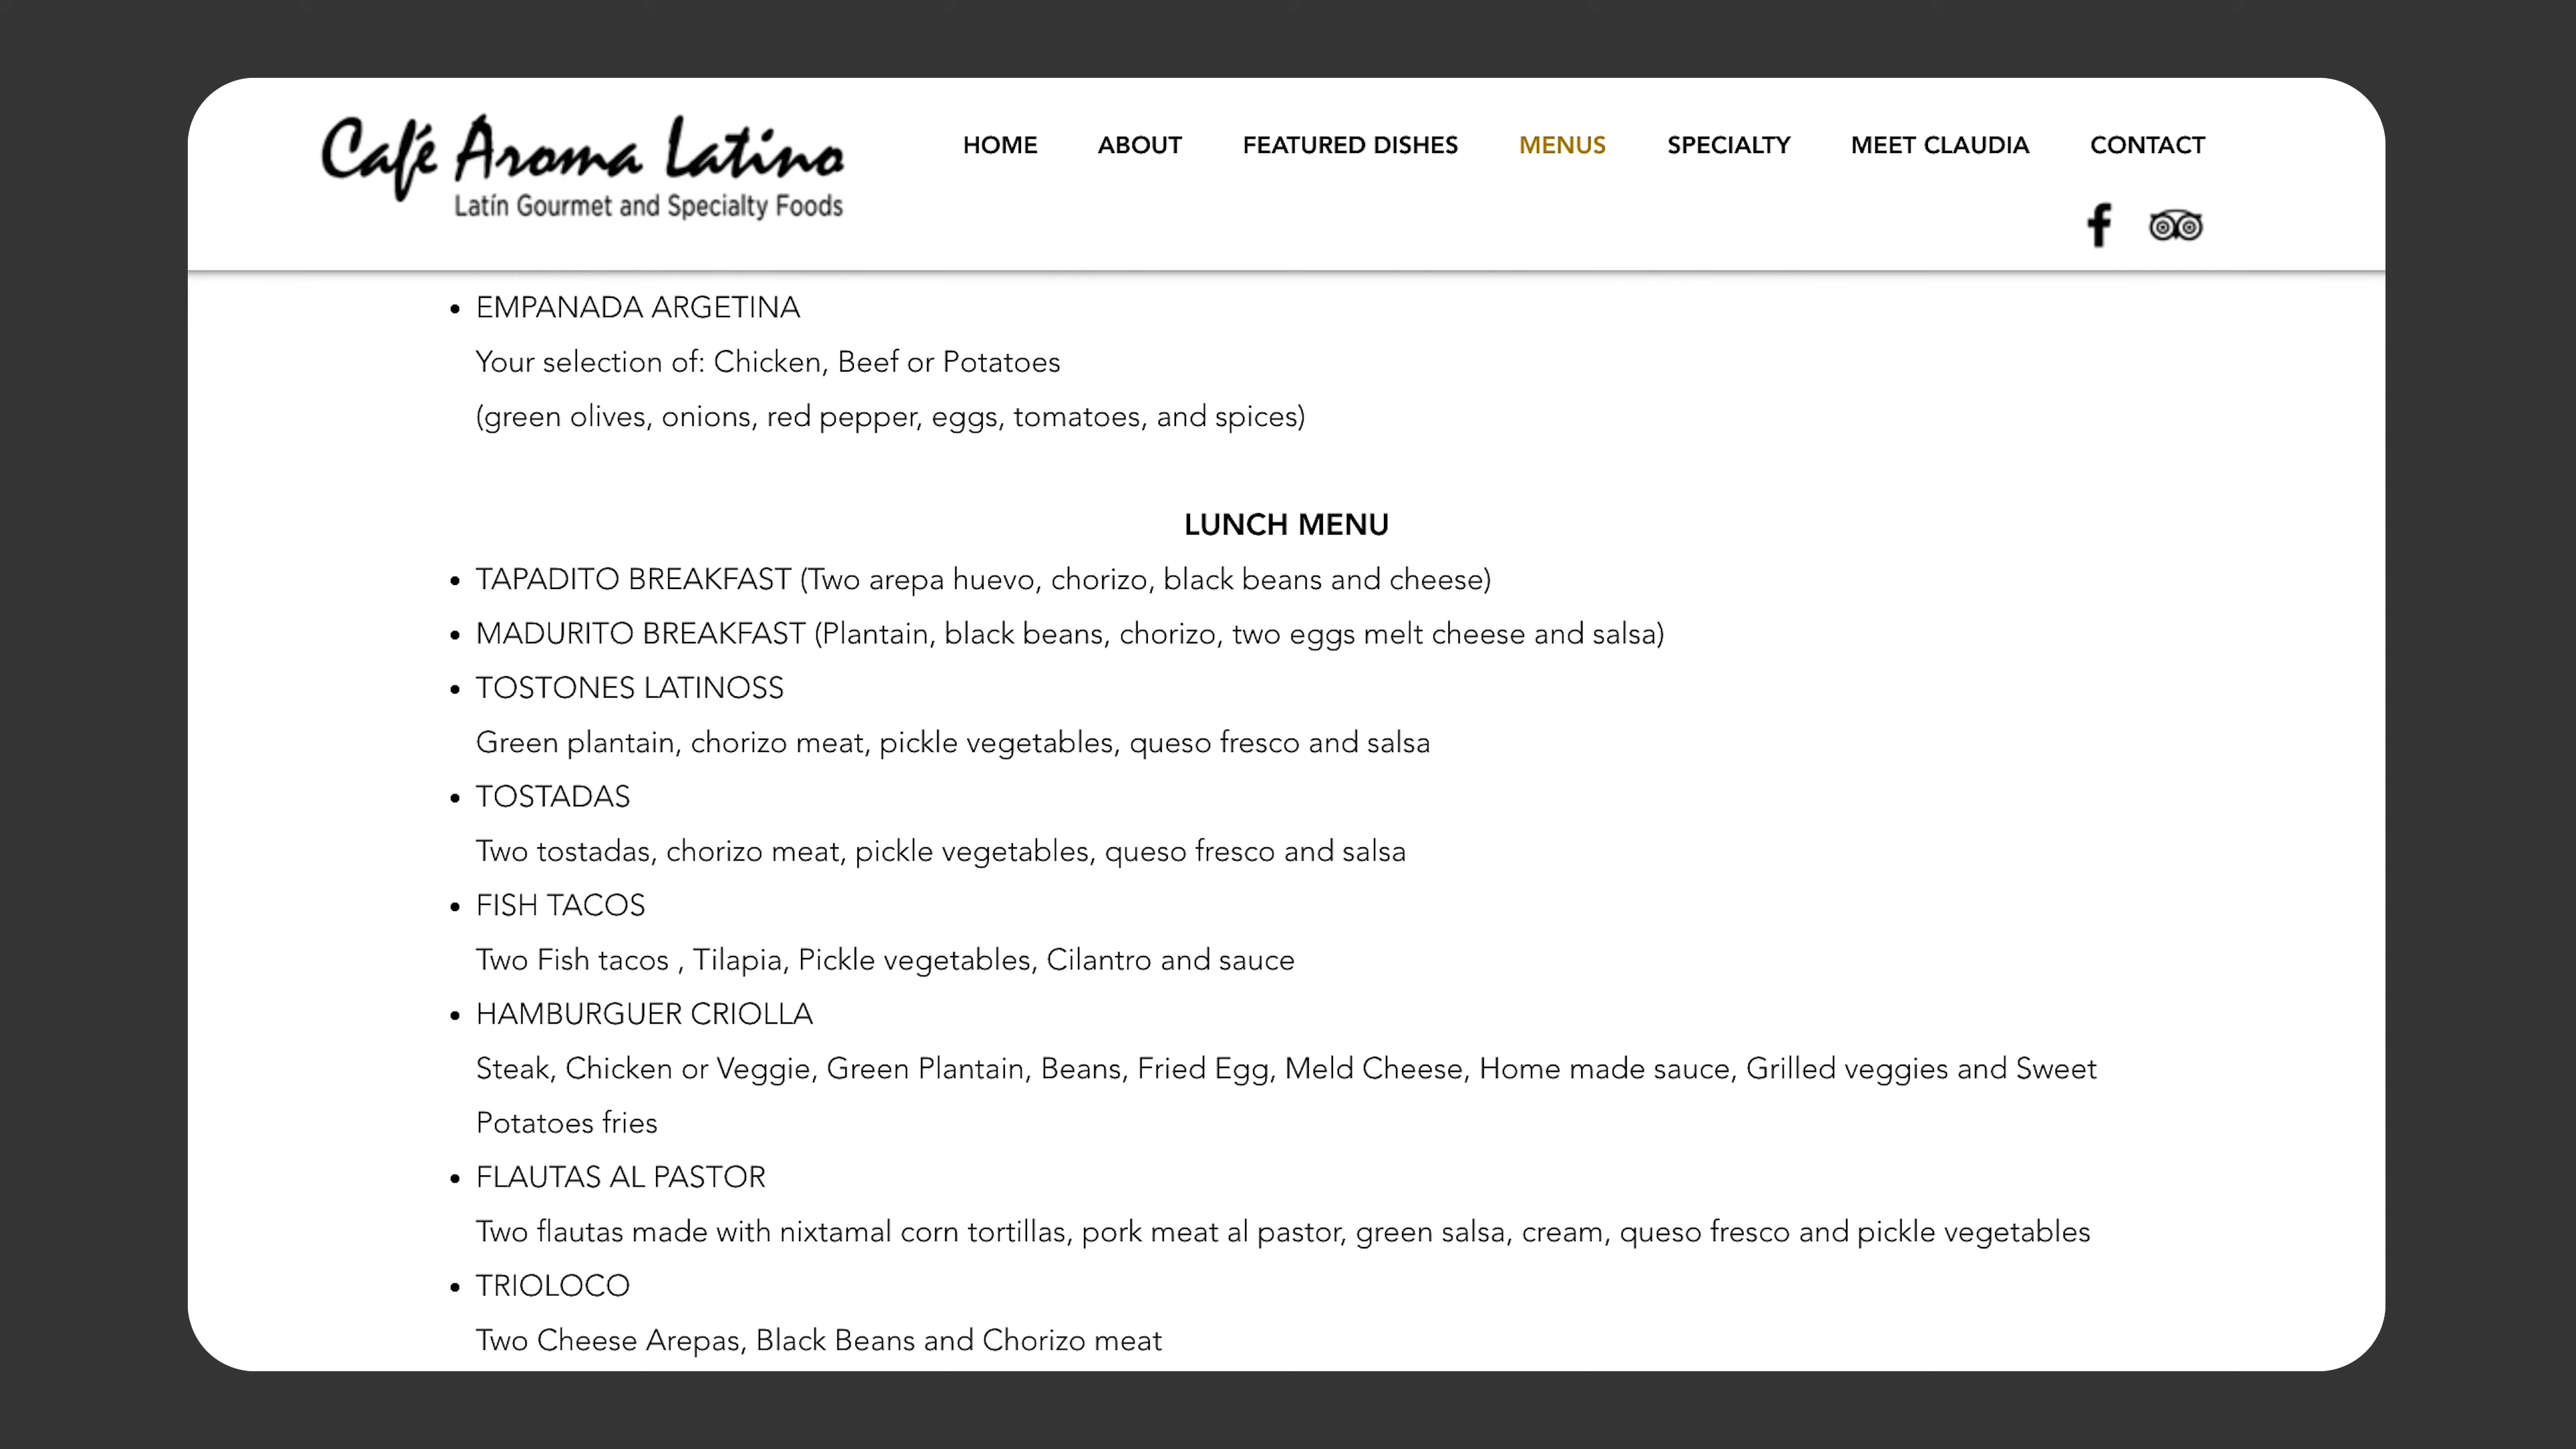 Café Aroma Latino
Latín Gourmet and Specialty Foods
HOME ABOUT FEATURED DISHES MENUS SPECIALTY MEET CLAUDIA CONTACT
f
• EMPANADA ARGETINA
Your selection of: Chicken, Beef or Potatoes
(green olives, onions, red pepper, eggs, tomatoes, and spices)
LUNCH MENU
• TAPADITO BREAKFAST (Two arepa huevo, chorizo, black beans and cheese)
• MADURITO BREAKFAST (Plantain, black beans, chorizo, two eggs melt cheese and salsa)
• TOSTONES LATINOSS
Green plantain, chorizo meat, pickle vegetables, queso fresco and salsa
• TOSTADAS
Two tostadas, chorizo meat, pickle vegetables, queso fresco and salsa
• FISH TACOS
Two Fish tacos , Tilapia, Pickle vegetables, Cilantro and sauce
• HAMBURGUER CRIOLLA
Steak, Chicken or Veggie, Green Plantain, Beans, Fried Egg, Meld Cheese, Home made sauce, Grilled veggies and Sweet
Potatoes fries
• FLAUTAS AL PASTOR
Two flautas made with nixtamal corn tortillas, pork meat al pastor, green salsa, cream, queso fresco and pickle vegetables
• TRIOLOCO
Two Cheese Arepas, Black Beans and Chorizo meat